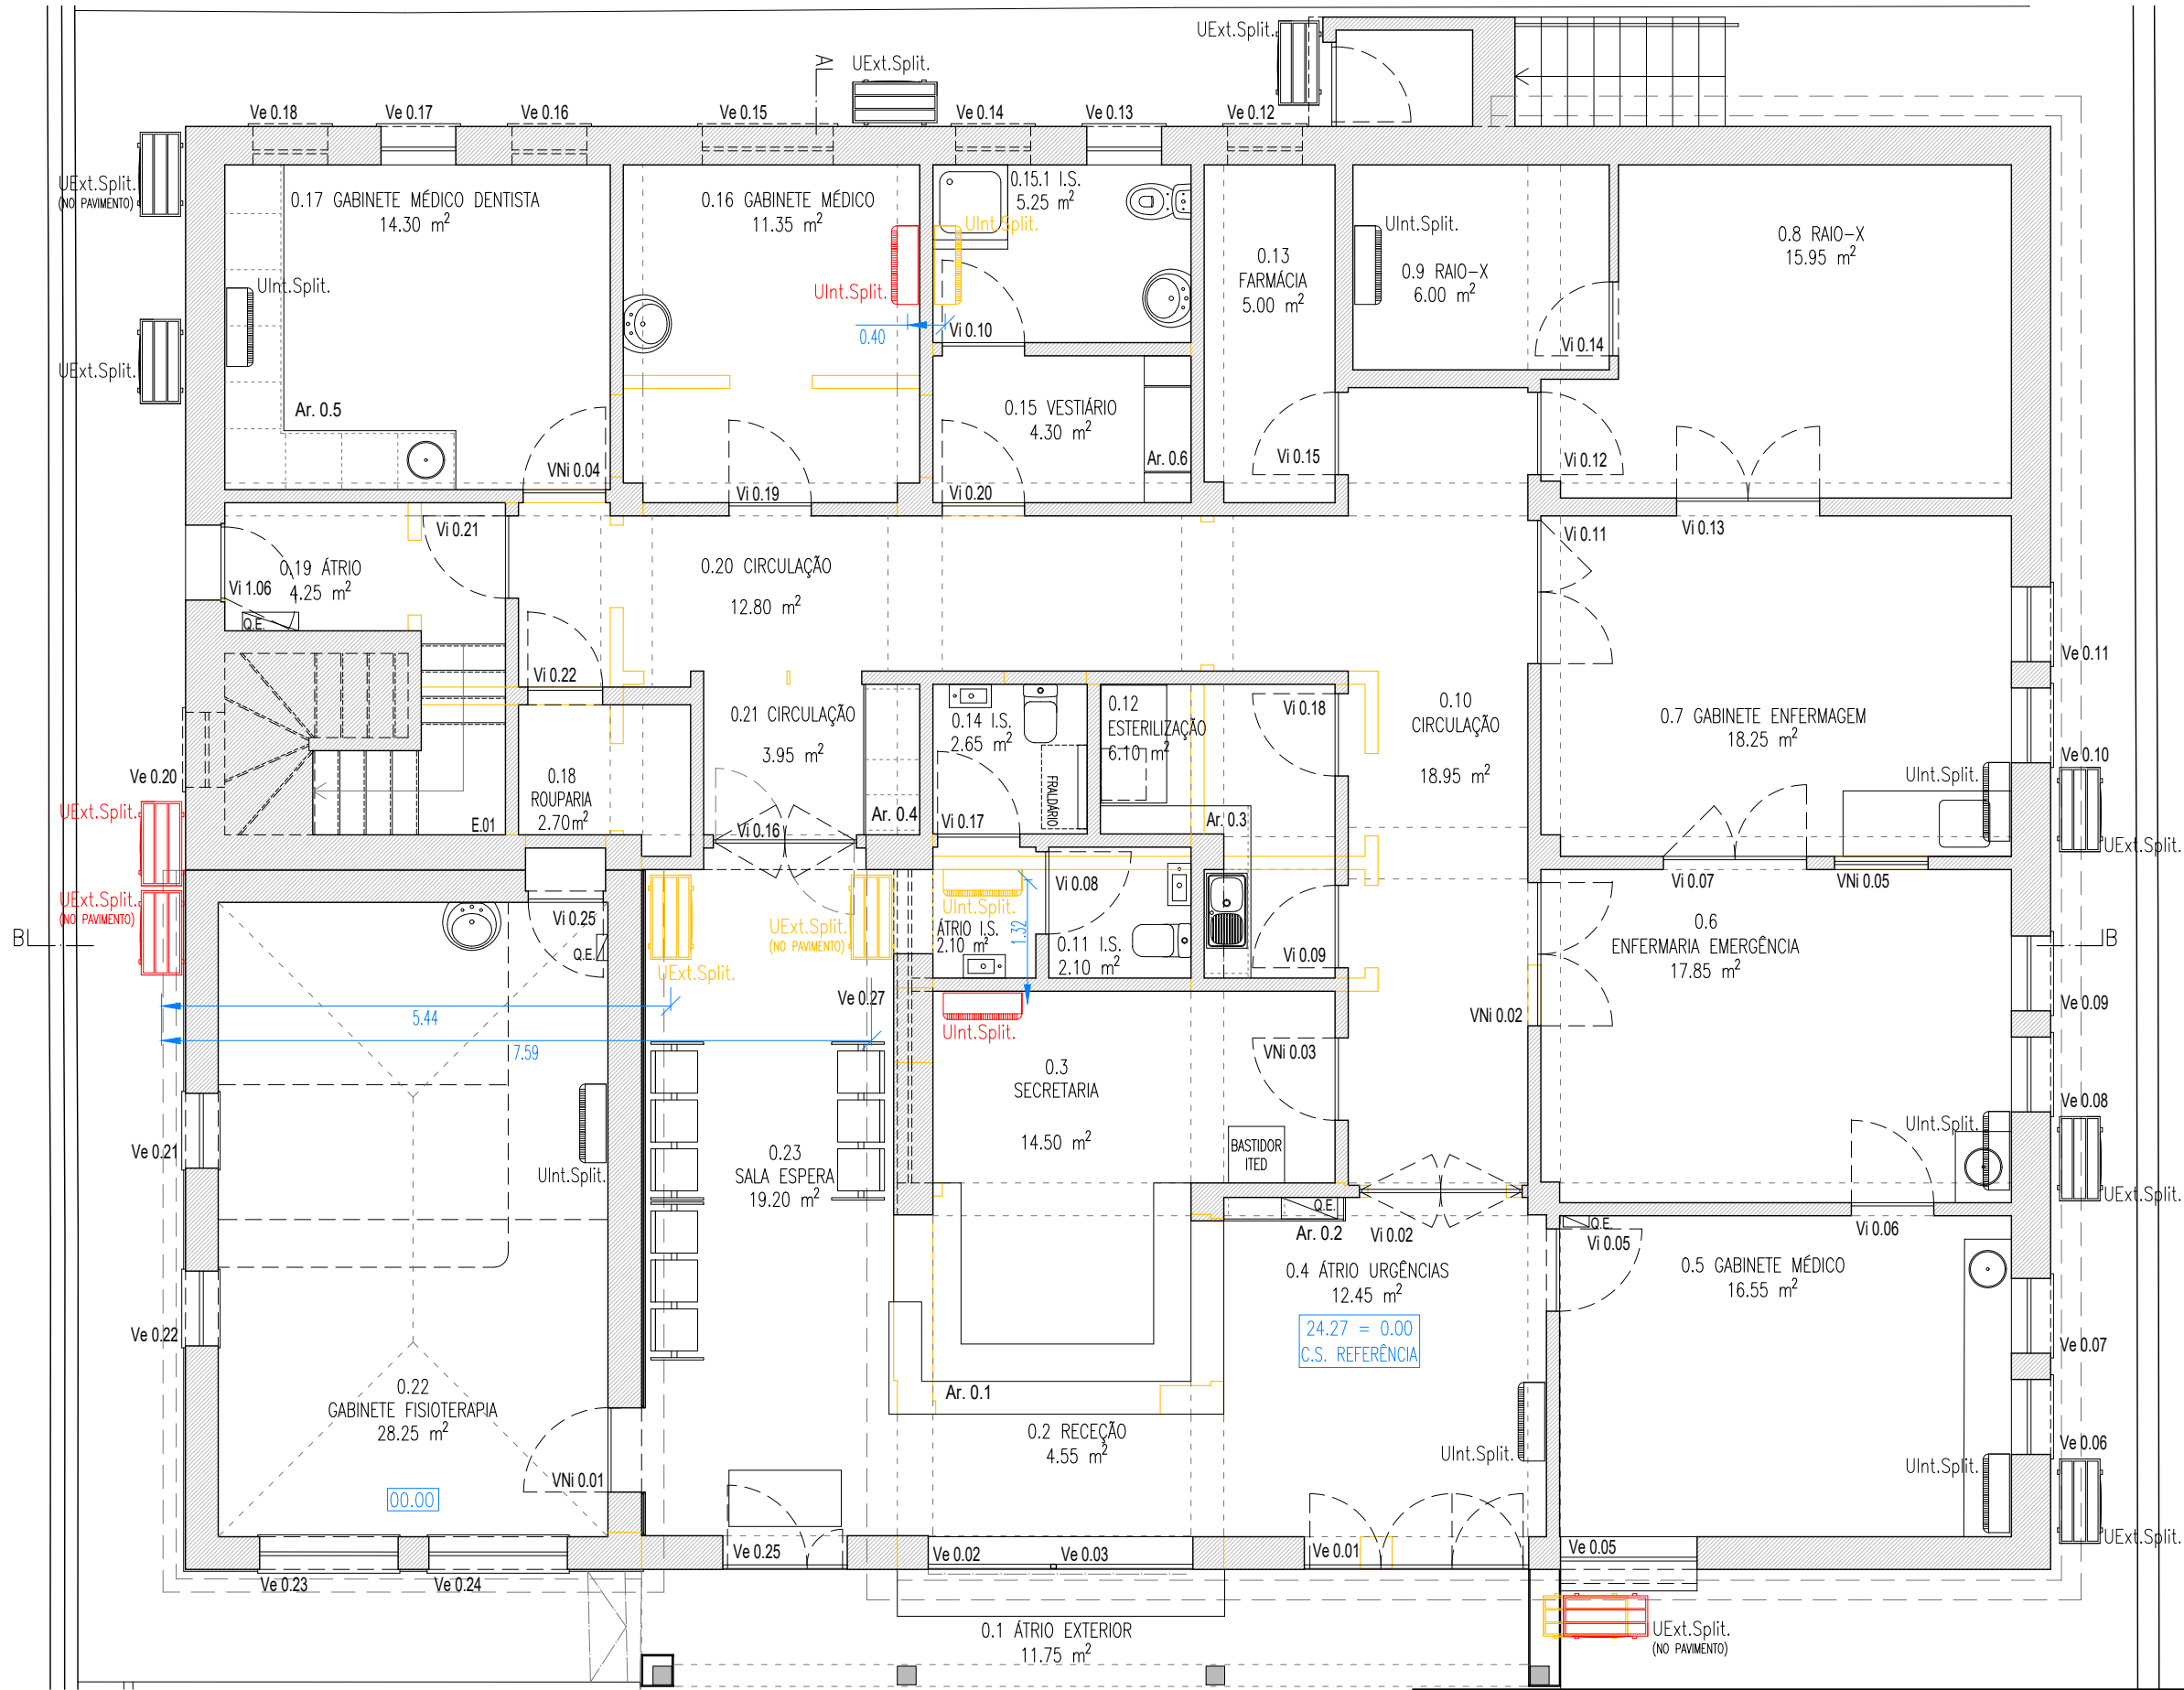 UExt.Split.
A
UExt.Split.
Ve 0.18
Ve 0.17
Ve 0.16
Ve 0.15
Ve 0.14
Ve 0.13
Ve 0.12
UExt.Split.
(NO PAVIMENTO)
0.17 GABINETE MÉDICO DENTISTA
14.30 m²
0.16 GABINETE MÉDICO
11.35 m²
0.15.1 I.S.
5.25 m²
UInt.Split.
UInt.Split.
0.8 RAIO-X
15.95 m²
0.13
FARMÁCIA
5.00 m²
0.9 RAIO-X
6.00 m²
UInt.Split.
UInt.Split.
0.40
Vi 0.10
Vi 0.14
UExt.Split.
Ar. 0.5
0.15 VESTIÁRIO
4.30 m²
Ar. 0.6
Vi 0.15
Vi 0.12
VNi 0.04
Vi 0.19
Vi 0.20
Vi 0.21
Vi 0.11
Vi 0.13
0.19 ÁTRIO
4.25 m²
Vi 1.06
Q.E.
0.20 CIRCULAÇÃO
12.80 m²
Ve 0.11
Vi 0.22
0.21 CIRCULAÇÃO
3.95 m²
0.14 I.S.
2.65 m²
0.12
ESTERILIZAÇÃO
6.10 m²
Vi 0.18
0.10
CIRCULAÇÃO
18.95 m²
0.7 GABINETE ENFERMAGEM
18.25 m²
Ve 0.10
Ve 0.20
UInt.Split.
0.18
ROUPARIA
2.70m²
FRALDÁRIO
UExt.Split.
E.01
Vi 0.16
Ar. 0.4
Vi 0.17
Ar. 0.3
UExt.Split.
Vi 0.08
Vi 0.07
VNi 0.05
UExt.Split.
(NO PAVIMENTO)
Vi 0.25
UExt.Split.
(NO PAVIMENTO)
UInt.Split.
ÁTRIO I.S.
2.10 m²
1.32
0.11 I.S.
2.10 m²
0.6
ENFERMARIA EMERGÊNCIA
17.85 m²
B
B
Q.E.
Vi 0.09
UExt.Split.
Ve 0.27
Ve 0.09
5.44
VNi 0.02
UInt.Split.
7.59
VNi 0.03
0.3
SECRETARIA
14.50 m²
Ve 0.08
UInt.Split.
Ve 0.21
BASTIDOR
ITED
0.23
SALA ESPERA
19.20 m²
UInt.Split.
UExt.Split.
Q.E.
Ar. 0.2
Vi 0.02
Q.E.
Vi 0.05
Vi 0.06
0.4 ÁTRIO URGÊNCIAS
12.45 m²
0.5 GABINETE MÉDICO
16.55 m²
24.27 = 0.00
C.S. REFERÊNCIA
Ve 0.22
Ve 0.07
0.22
GABINETE FISIOTERAPIA
28.25 m²
Ar. 0.1
0.2 RECEÇÃO
4.55 m²
UInt.Split.
UInt.Split.
Ve 0.06
VNi 0.01
00.00
UExt.Split.
Ve 0.25
Ve 0.02
Ve 0.03
Ve 0.01
Ve 0.05
Ve 0.23
Ve 0.24
0.1 ÁTRIO EXTERIOR
11.75 m²
UExt.Split.
(NO PAVIMENTO)